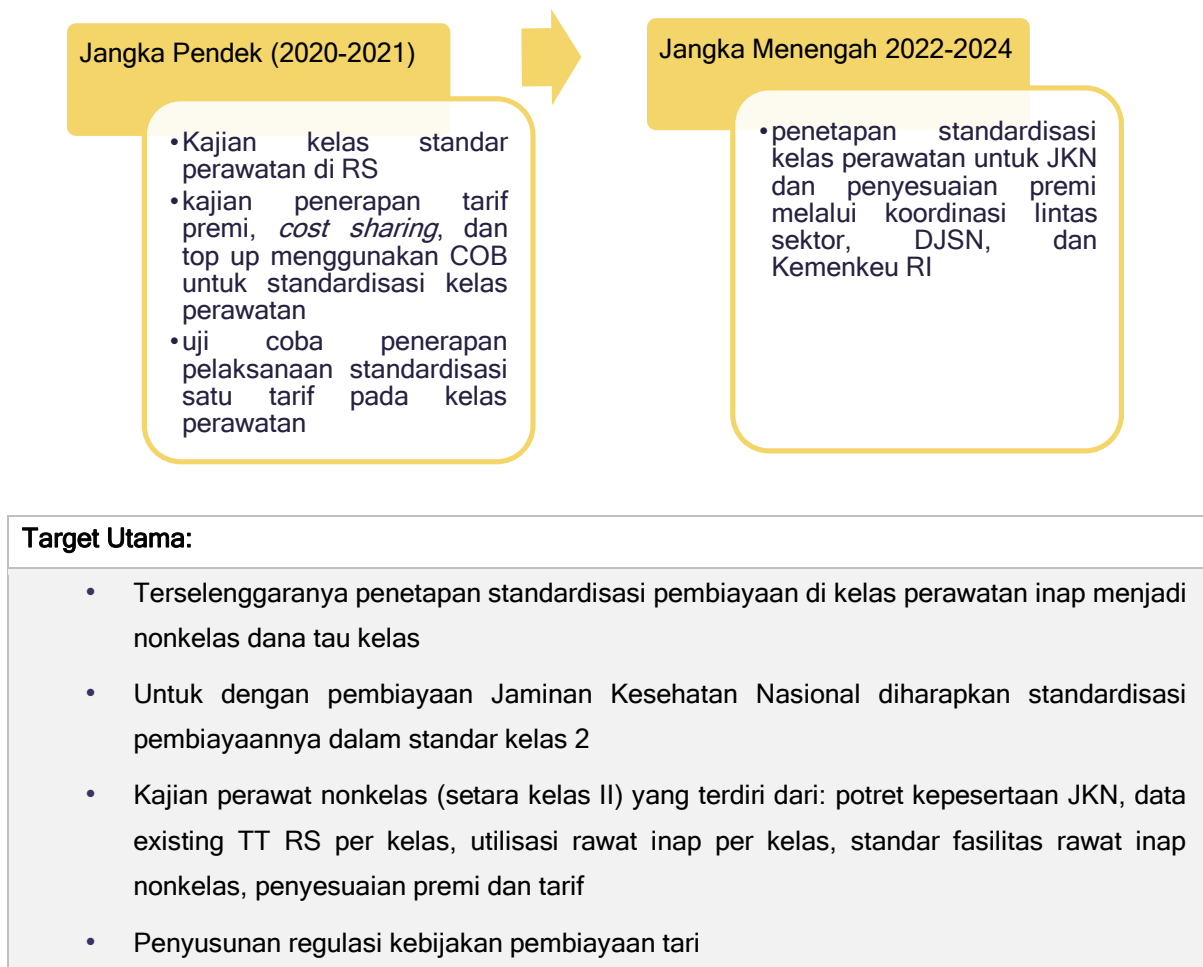 Jangka Pendek (2020-2021)
•Kajian kelas standar
perawatan di RS
•kajian penerapan tarif
premi, cost sharing, dan
top up menggunakan COB
untuk standardisasi kelas
perawatan
•uji coba penerapan
pelaksanaan standardisasi
satu tarif pada kelas
perawatan
Jangka Menengah 2022-2024
•penetapan standardisasi
kelas perawatan untuk JKN
dan penyesuaian premi
melalui koordinasi lintas
sektor, DJSN, dan
Kemenkeu RI
Target Utama:
• Terselenggaranya penetapan standardisasi pembiayaan di kelas perawatan inap menjadi
nonkelas dana tau kelas
• Untuk dengan pembiayaan Jaminan Kesehatan Nasional diharapkan standardisasi
pembiayaannya dalam standar kelas 2
• Kajian perawat nonkelas (setara kelas II) yang terdiri dari: potret kepesertaan JKN, data
existing TT RS per kelas, utilisasi rawat inap per kelas, standar fasilitas rawat inap
nonkelas, penyesuaian premi dan tarif
• Penyusunan regulasi kebijakan pembiayaan tari